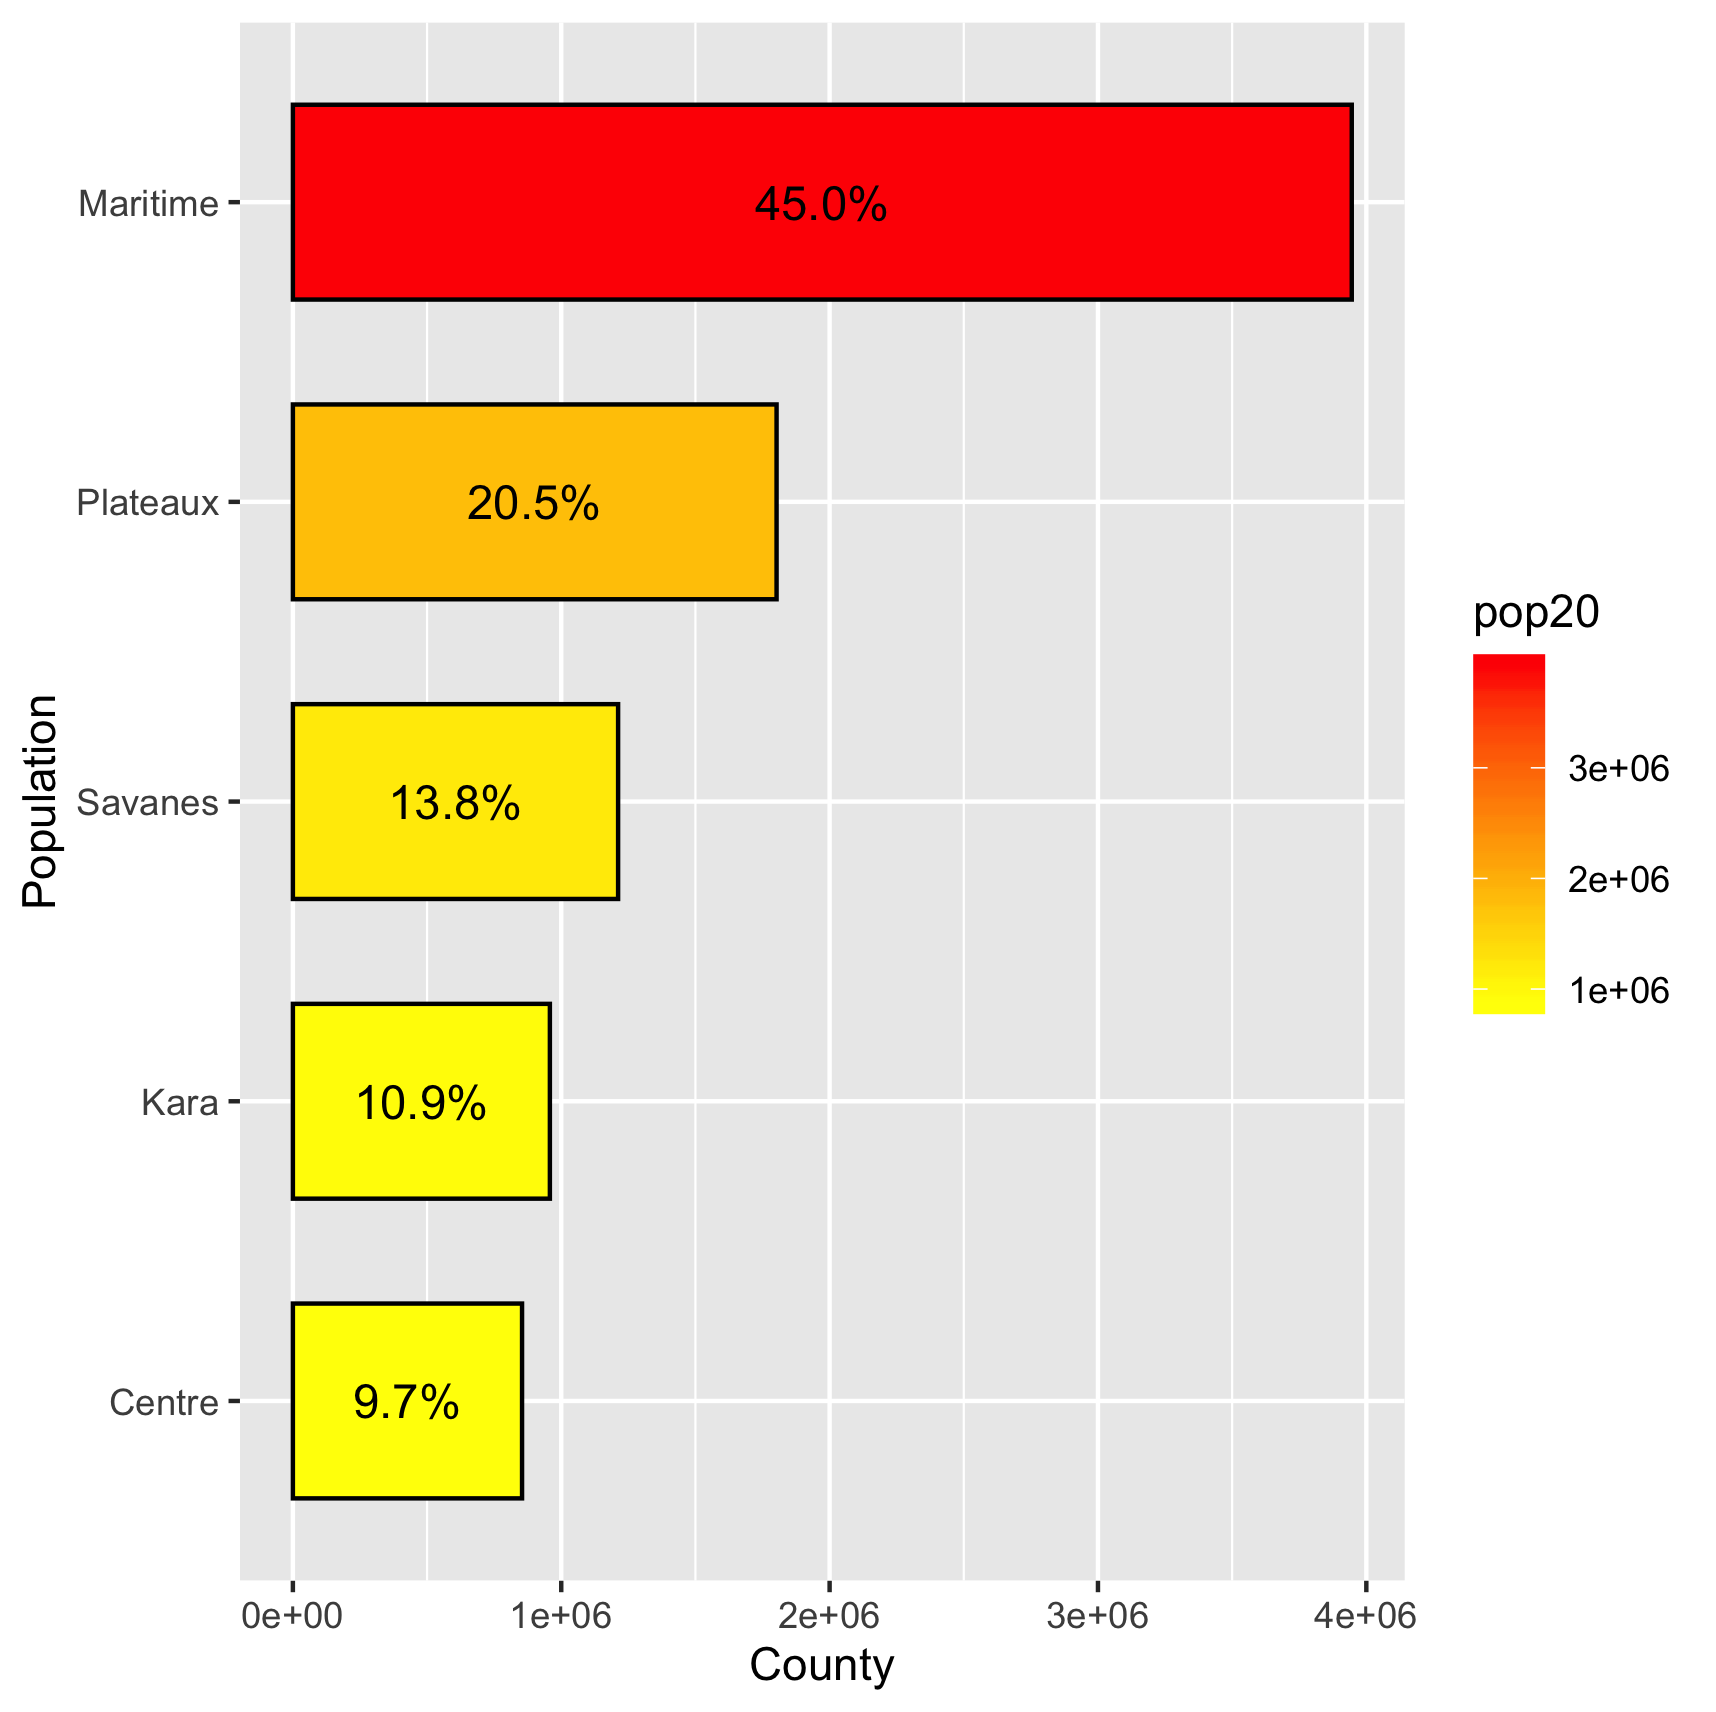 Maritime
45.0%
Plateaux
20.5%
Savanes
13.8%
Kara
10.9%
Centre
9.7%
Population
0e+00 1e+06 2e+06 3e+06 4e+06
County
pop20
3e+06
2e+06
1e+06